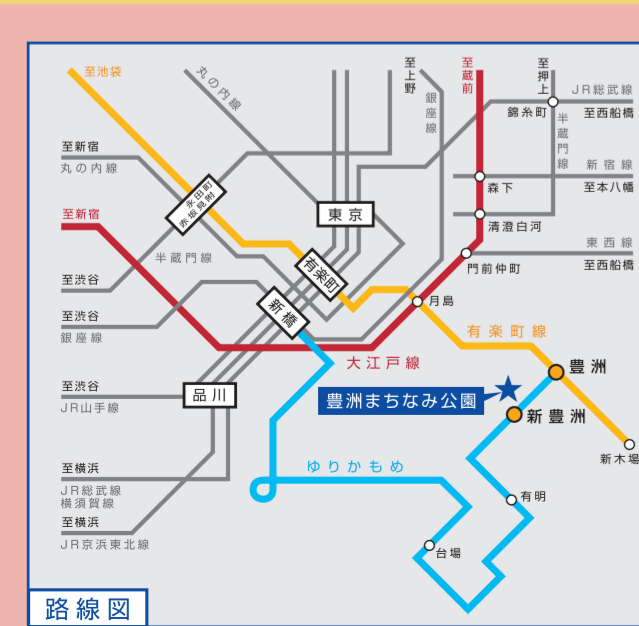 至池袋
丸の内線
至上野
銀座線
至蔵前
至押上
JR総武線
錦糸町
至西船橋
半蔵門線
至新宿
丸の内線
永田町
赤坂見附
新宿線
森下
至本八幡
至新宿
東京
清澄白河
半蔵門線
東西線
門前仲町
至西船橋
有楽町
至渋谷
新橋
月島
至渋谷
銀座線
有楽町線
大江戸線
豊洲
至渋谷
JR山手線
品川
豊洲まちなみ公園
新豊洲
新木場
ゆりかもめ
至横浜
JR総武線
横須賀線
有明
至横浜
JR京浜東北線
台場
路線図